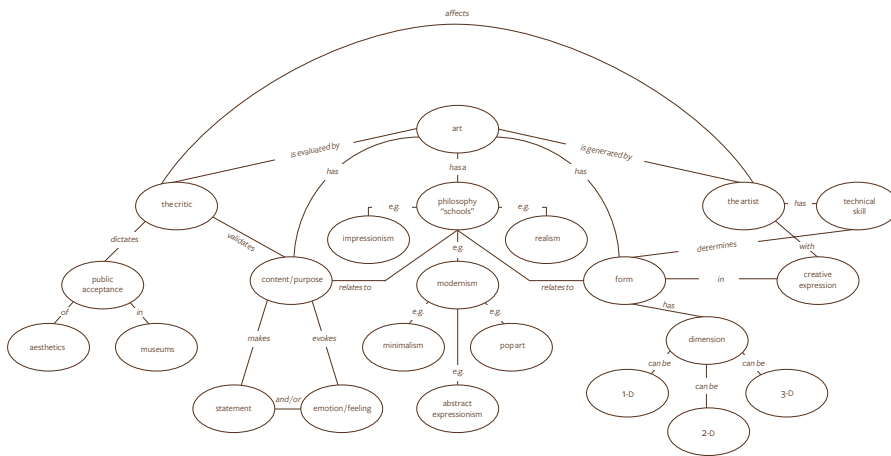 affects
art
is evaluated by
is generated by
has
has a
has
the critic
philosophy
"schools"
the artist
has
technical
skill
e.g.
e.g.
impressionism
realism
dictates
validates
e.g.
determines
with
public
acceptance
content/purpose
relates to
modernism
relates to
form
in
creative
expression
of
in
e.g.
e.g.
has
aesthetics
museums
makes
evokes
minimalism
pop art
dimension
e.g.
can be
can be
can be
statement
and/or
emotion/feeling
abstract
expressionism
1-D
2-D
3-D